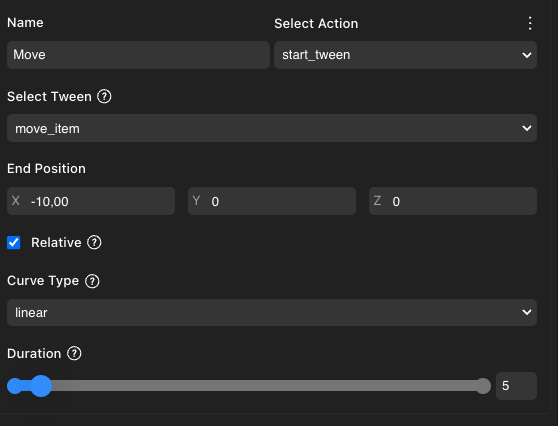 Name
Select Action
Move
start_tween
Select Tween ?
move_item
End Position
X -10,00 Y 0 Z 0
Relative ?
Curve Type ?
linear
Duration ?
5